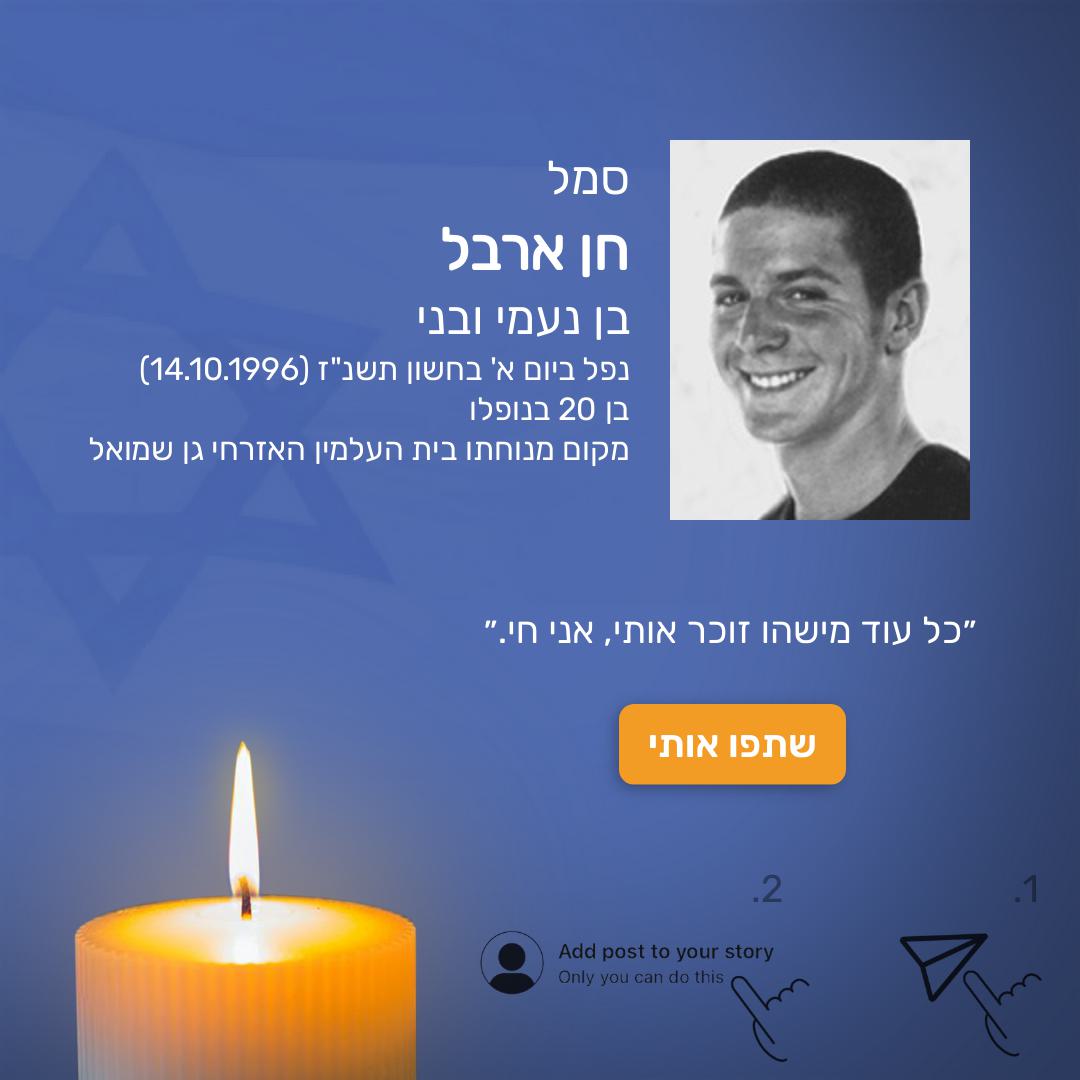 סמל
חן ארבל
בן נעמי ובני
נפל ביום א' בחשון תשנ"ז (14.10.1996)
בן 20 בנופלו
מקום מנוחתו בית העלמין האזרחי גן שמואל
״כל עוד מישהו זוכר אותי, אני חי.״
שתפו אותי
1.
2.
Add post to your story
Only you can do this